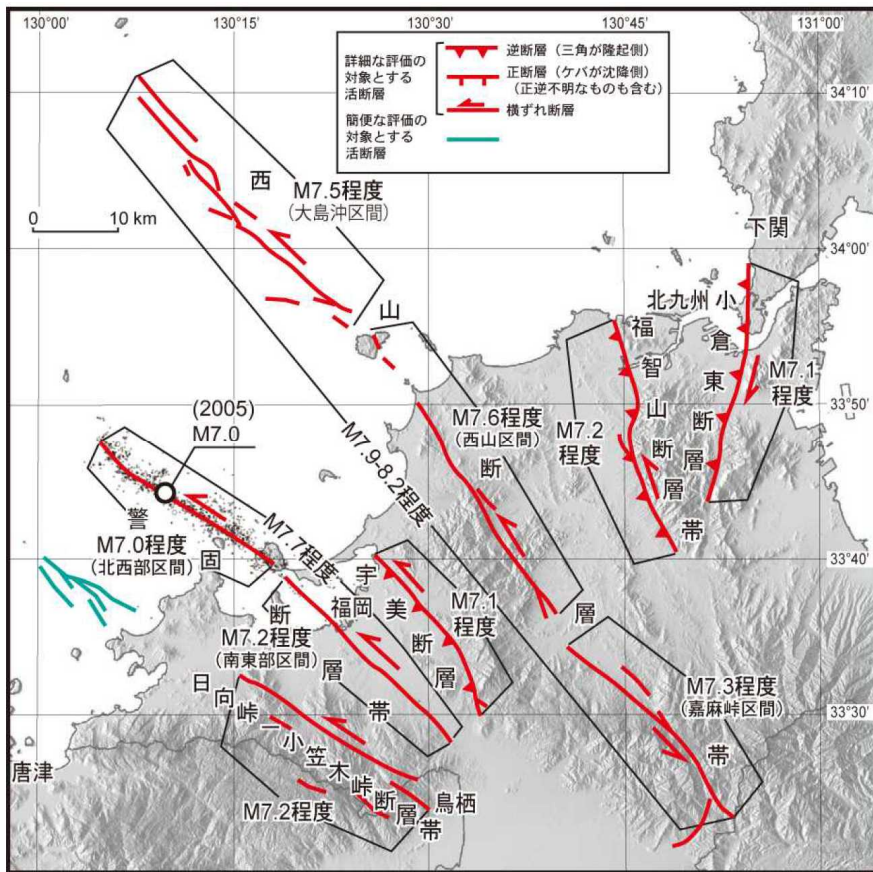 130°00'
130°15'
130°30'
130°45'
131°00'
34°10'
34°00'
33°50'
33°40'
33°30'
詳細な評価の
対象とする
活断層
逆断層（三角が隆起側）
正断層（ケバが沈降側）
（正逆不明なものも含む）
横ずれ断層
簡便な評価の
対象とする
活断層
0 10 km
西山断層帯
M7.5程度
（大島沖区間）
M7.6程度
（西山区間）
M7.3程度
（嘉麻峠区間）
M7.9-8.2程度
下関
北九州
小倉東断層
M7.1
程度
福智山断層帯
M7.2
程度
(2005)
M7.0
警固断層帯
M7.0程度
（北西部区間）
M7.7程度
M7.2程度
（南東部区間）
福岡
宇美断層
M7.1
程度
日向峠－小笠木峠断層帯
M7.2程度
唐津
鳥栖